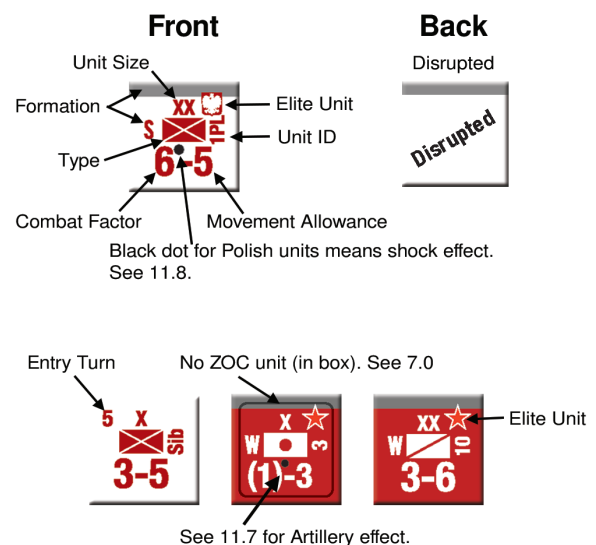 Front
Back
Unit Size
Disrupted
Formation
XX
Elite Unit
S
1PL
Unit ID
Type
6-5
Disrupted
Combat Factor
Movement Allowance
Black dot for Polish units means shock effect.
See 11.8.
Entry Turn
No ZOC unit (in box). See 7.0
5 X
Sib
3-5
X
W
3
(1)-3
XX
W
10
3-6
Elite Unit
See 11.7 for Artillery effect.